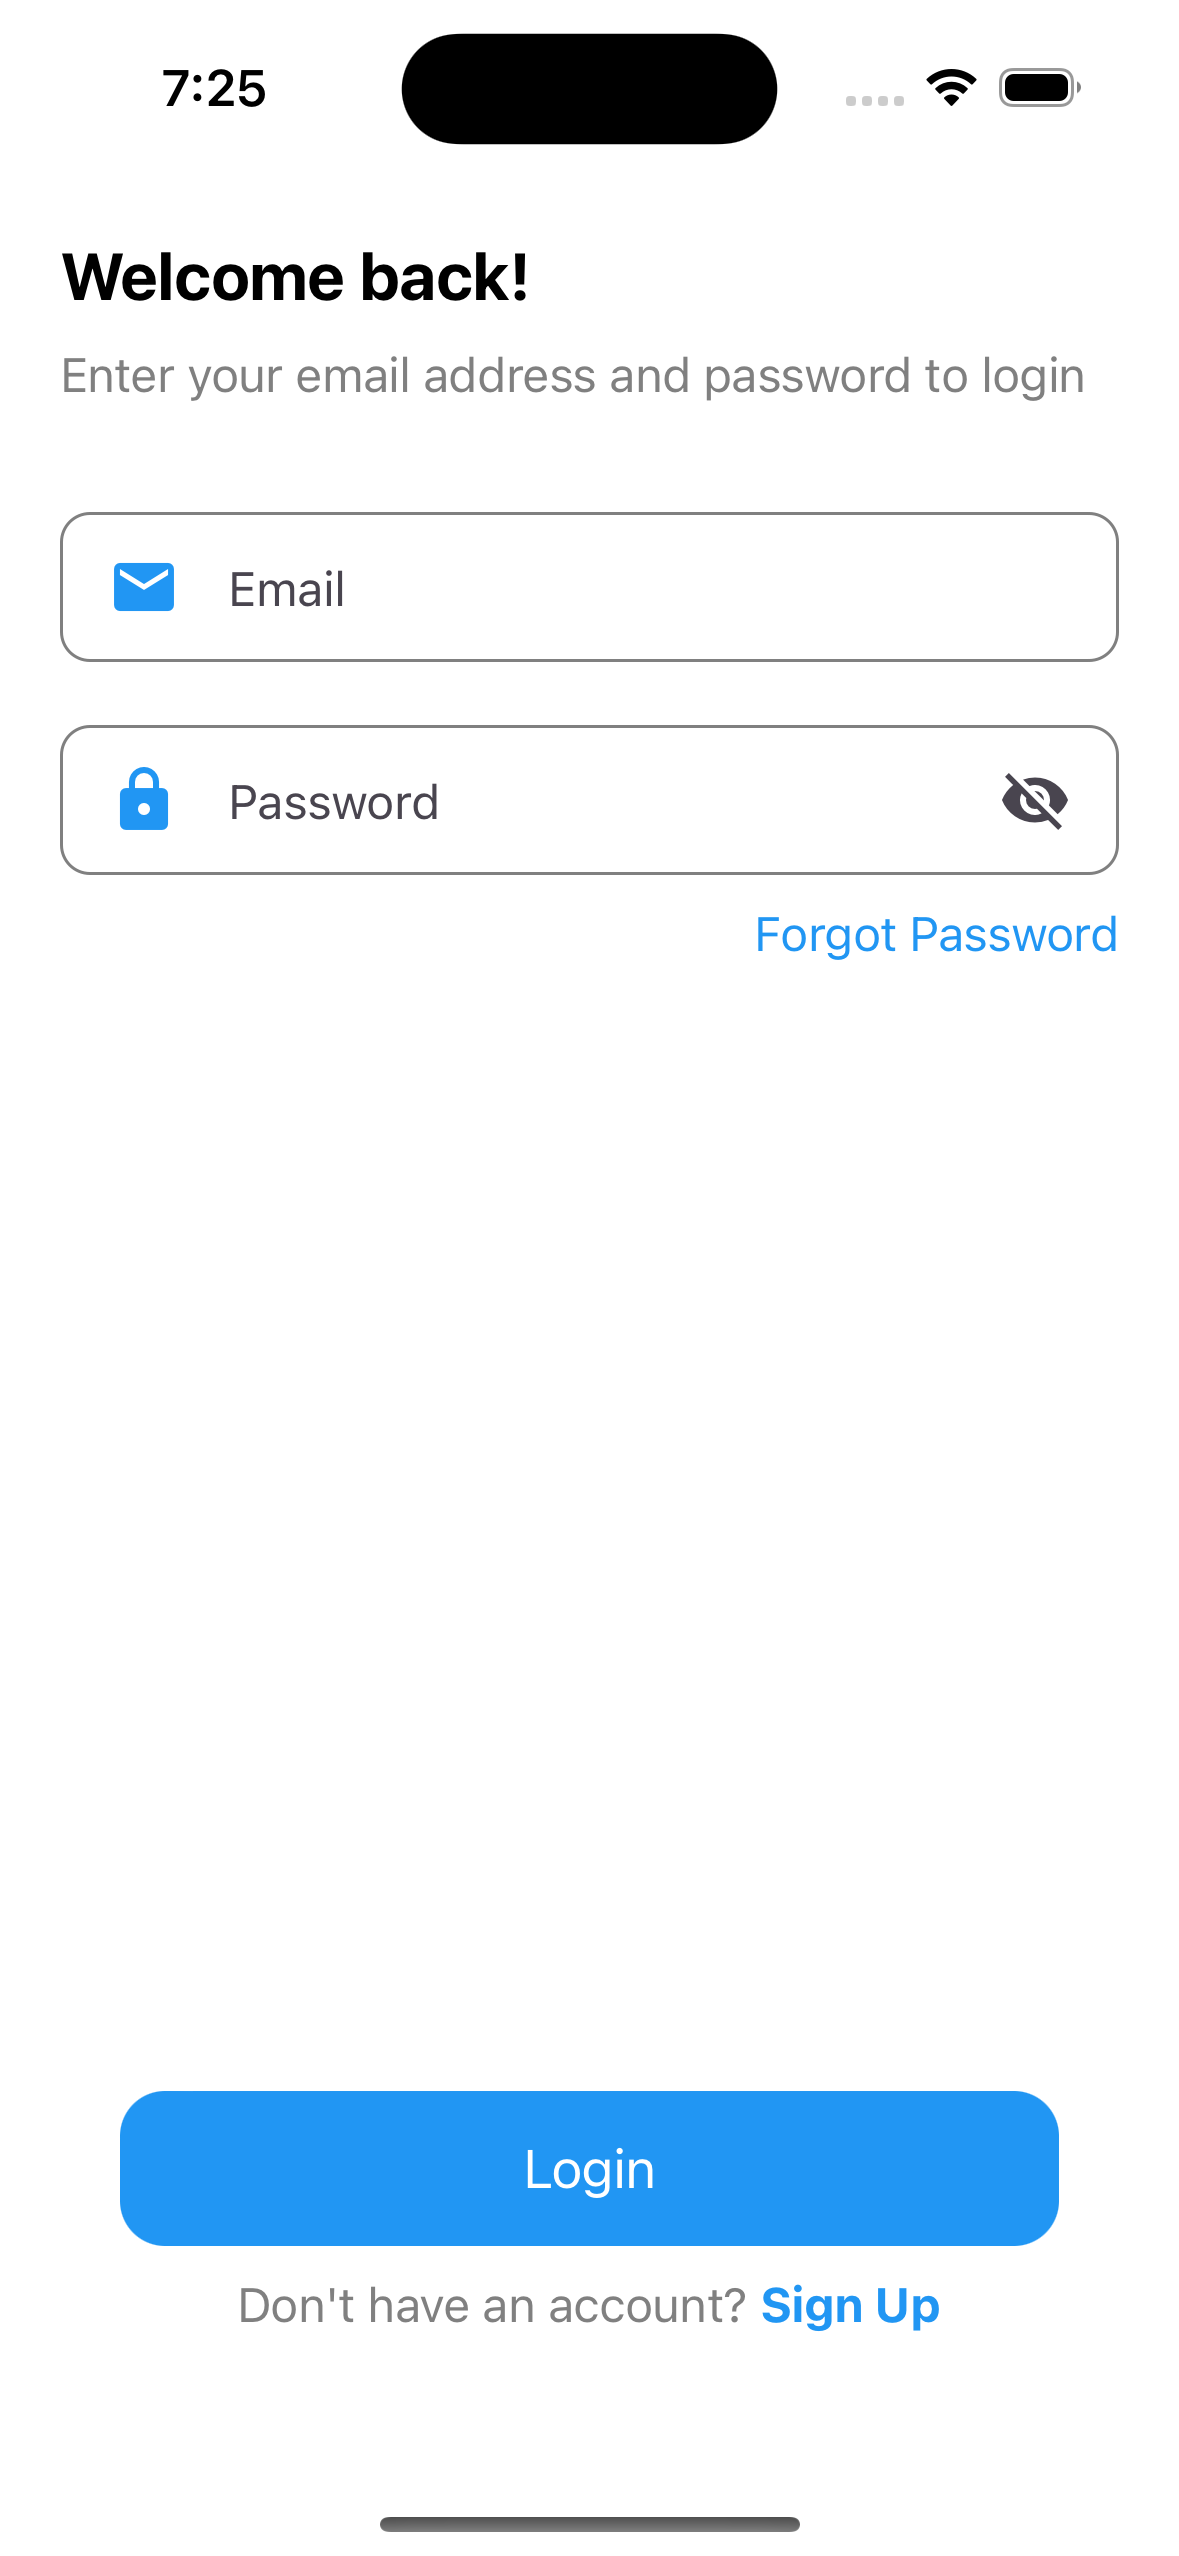 7:25
Welcome back!
Enter your email address and password to login
Email
Password
Forgot Password
Login
Don't have an account? Sign Up